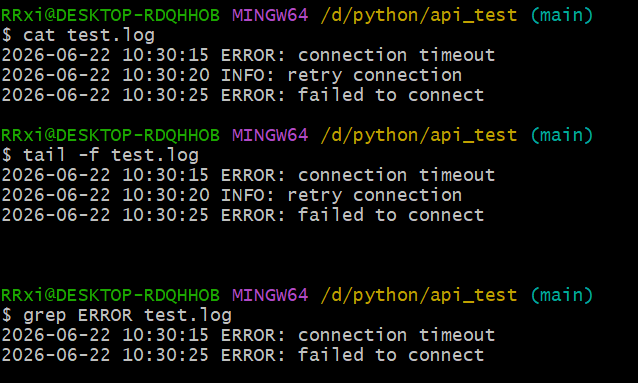 RRxi@DESKTOP-RDQHHOB MINGW64 /d/python/api_test (main)
$ cat test.log
2026-06-22 10:30:15 ERROR: connection timeout
2026-06-22 10:30:20 INFO: retry connection
2026-06-22 10:30:25 ERROR: failed to connect
RRxi@DESKTOP-RDQHHOB MINGW64 /d/python/api_test (main)
$ tail -f test.log
2026-06-22 10:30:15 ERROR: connection timeout
2026-06-22 10:30:20 INFO: retry connection
2026-06-22 10:30:25 ERROR: failed to connect
RRxi@DESKTOP-RDQHHOB MINGW64 /d/python/api_test (main)
$ grep ERROR test.log
2026-06-22 10:30:15 ERROR: connection timeout
2026-06-22 10:30:25 ERROR: failed to connect